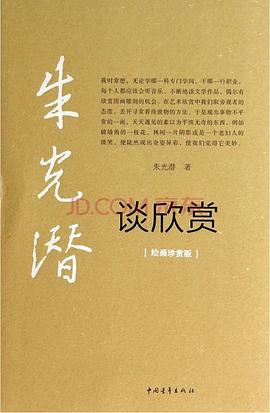 我时常想,无论学哪一科专门学问、干哪一行职业,
每个人都应该会听音乐,不断地读文学作品,偶尔有
欣赏图画雕刻的机会。在艺术欣赏中我们取旁观者的态
度,丢开寻常看待微物的方法,于是现出事物不平
常的一面,天天遇见的素以为平淡无奇的东西,例如
破墙角的一枝花,林间一片阴影或是一个老妇人的
微笑,便陡然现出奇姿异彩,使我们觉得它美妙。
朱光潜
朱光潜 著
谈欣赏
[ 绘画珍赏版 ]
JD.COM 京东
中国青年出版社